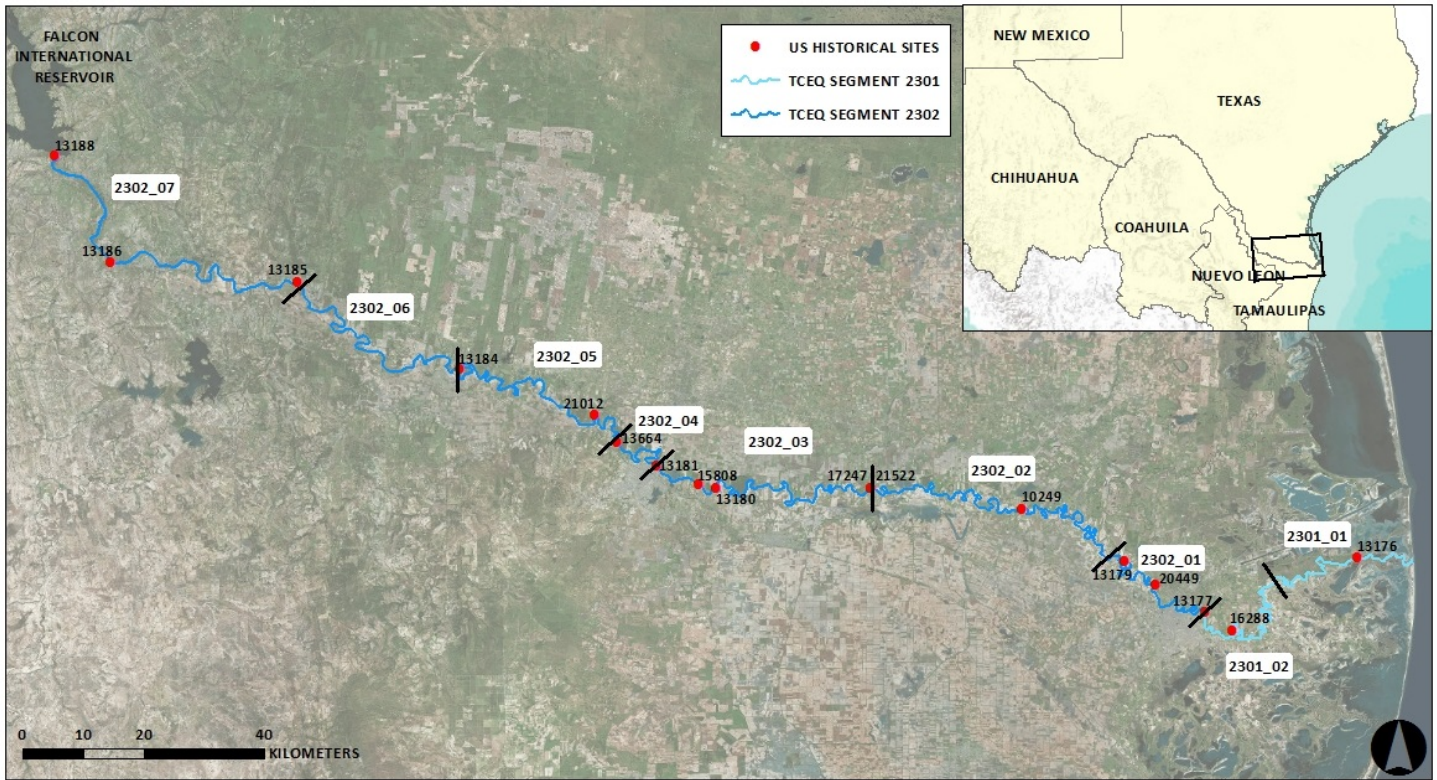 FALCON
INTERNATIONAL
RESERVOIR
US HISTORICAL SITES
TCEQ SEGMENT 2301
TCEQ SEGMENT 2302
NEW MEXICO
TEXAS
CHIHUAHUA
COAHUILA
NUEVO LEON
TAMAULIPAS
13188
2302_07
13186
13185
2302_06
13184
2302_05
21012
2302_04
13664
13181
2302_03
15808
13180
17247
21522
2302_02
10249
2302_01
13179
20449
13177
16288
2301_02
2301_01
13176
0 10 20 40
KILOMETERS